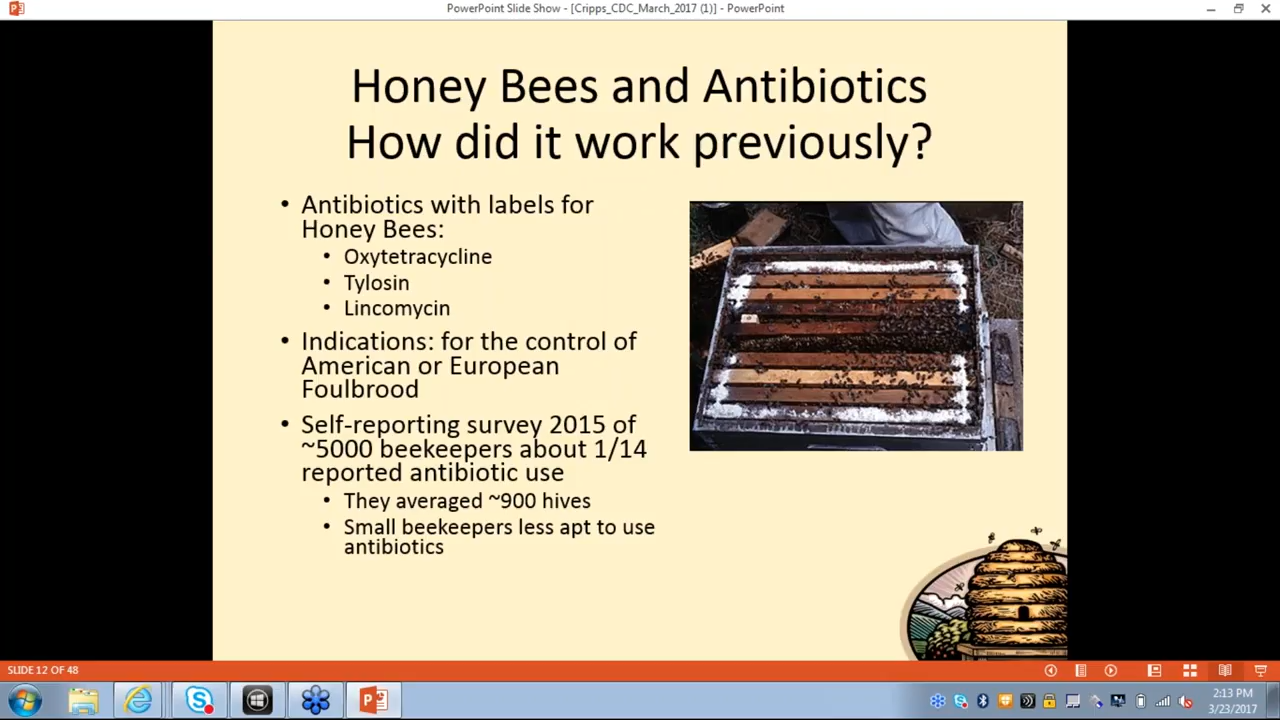 PowerPoint Slide Show - [Cripps_CDC_March_2017 (1)] - PowerPoint
Honey Bees and Antibiotics
How did it work previously?
• Antibiotics with labels for
Honey Bees:
• Oxytetracycline
• Tylosin
• Lincomycin
• Indications: for the control of
American or European
Foulbrood
• Self-reporting survey 2015 of
~5000 beekeepers about 1/14
reported antibiotic use
• They averaged ~900 hives
• Small beekeepers less apt to use
antibiotics
SLIDE 12 OF 48
2:13 PM
3/23/2017